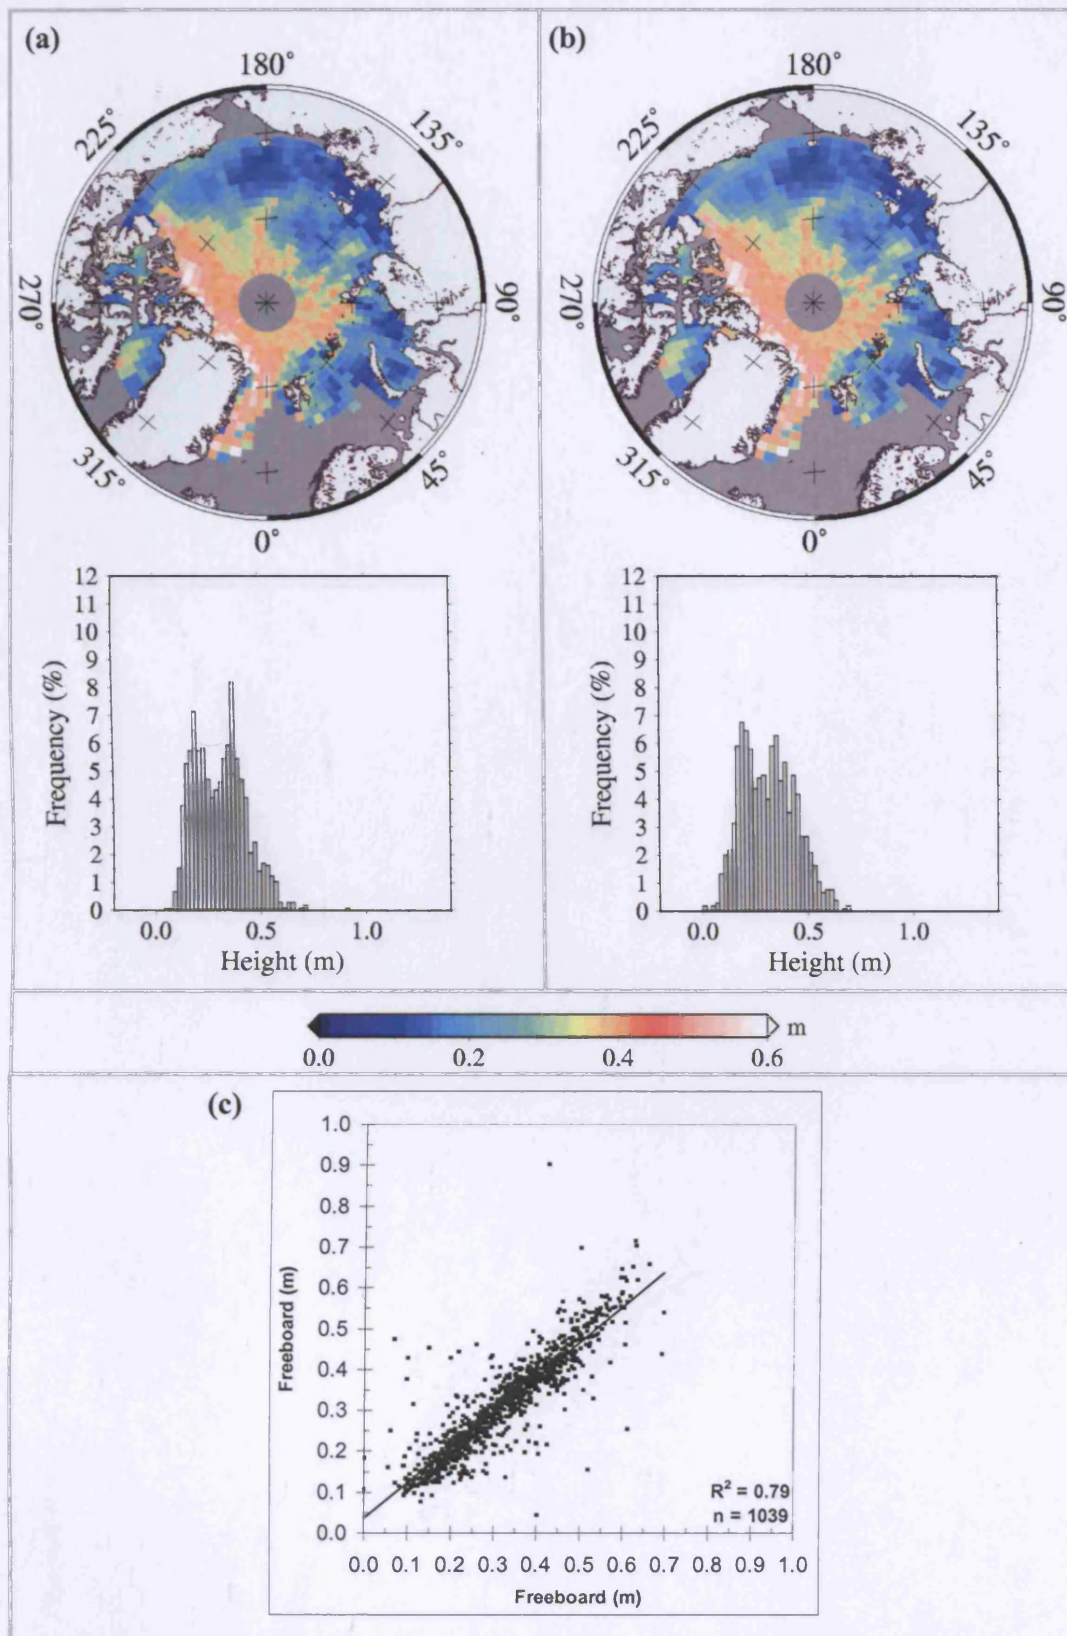 (a)
(b)
180° 180°
225° 135° 225° 135°
270° 90° 270° 90°
315° 45° 315° 45°
0° 0°
12 12
11 11
10 10
9 9
8 8
7 7
6 6
5 5
4 4
3 3
2 2
1 1
0 0
Frequency (%) Frequency (%)
0.0 0.5 1.0 0.0 0.5 1.0
Height (m) Height (m)
m
0.0 0.2 0.4 0.6
(c)
1.0
0.9
0.8
0.7
0.6
0.5
0.4
0.3
0.2
0.1
0.0
Freeboard (m)
R² = 0.79
n = 1039
0.0 0.1 0.2 0.3 0.4 0.5 0.6 0.7 0.8 0.9 1.0
Freeboard (m)